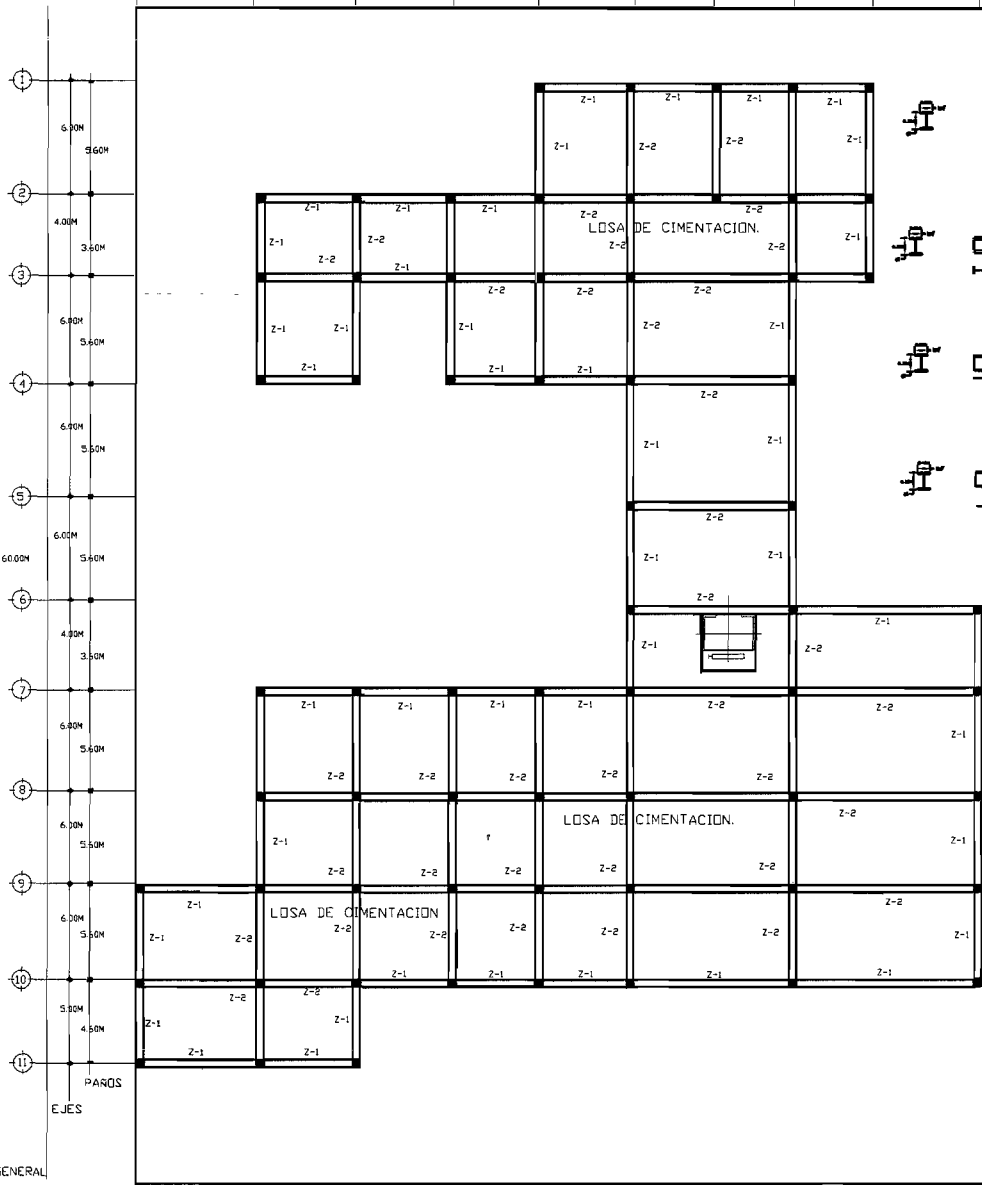 1
Z-1 Z-1 Z-1 Z-1
6.00M
Z-1 Z-2 Z-2 Z-1
5.60M
2
Z-1 Z-1 Z-1 Z-2 Z-2
4.00M
LOSA DE CIMENTACION.
Z-1 Z-2 Z-2 Z-2 Z-1
3.60M
Z-2 Z-1
3
Z-2 Z-2 Z-2
6.00M
Z-1 Z-1 Z-1 Z-2 Z-1
5.60M
Z-1 Z-1 Z-1
4
Z-2
6.00M
Z-1 Z-1
5.60M
5
Z-2
6.00M
60.00M 5.60M
Z-1 Z-1
Z-2
6
Z-1
4.00M
Z-1 Z-2
3.60M
7
Z-1 Z-1 Z-1 Z-1 Z-2 Z-2
6.00M
Z-1
5.60M
Z-2 Z-2 Z-2 Z-2 Z-2
8
Z-2
LOSA DE CIMENTACION.
6.00M
Z-1 Z-1
5.60M
Z-2 Z-2 Z-2 Z-2 Z-2
9
Z-1 Z-2
LOSA DE CIMENTACION
6.00M
5.60M
Z-1 Z-2 Z-2 Z-2 Z-2 Z-2 Z-2 Z-1
Z-1 Z-1 Z-1 Z-1 Z-1
10
Z-2 Z-2
5.00M
Z-1 Z-1
4.60M
Z-1 Z-1
11
PAÑOS
EJES
GENERAL